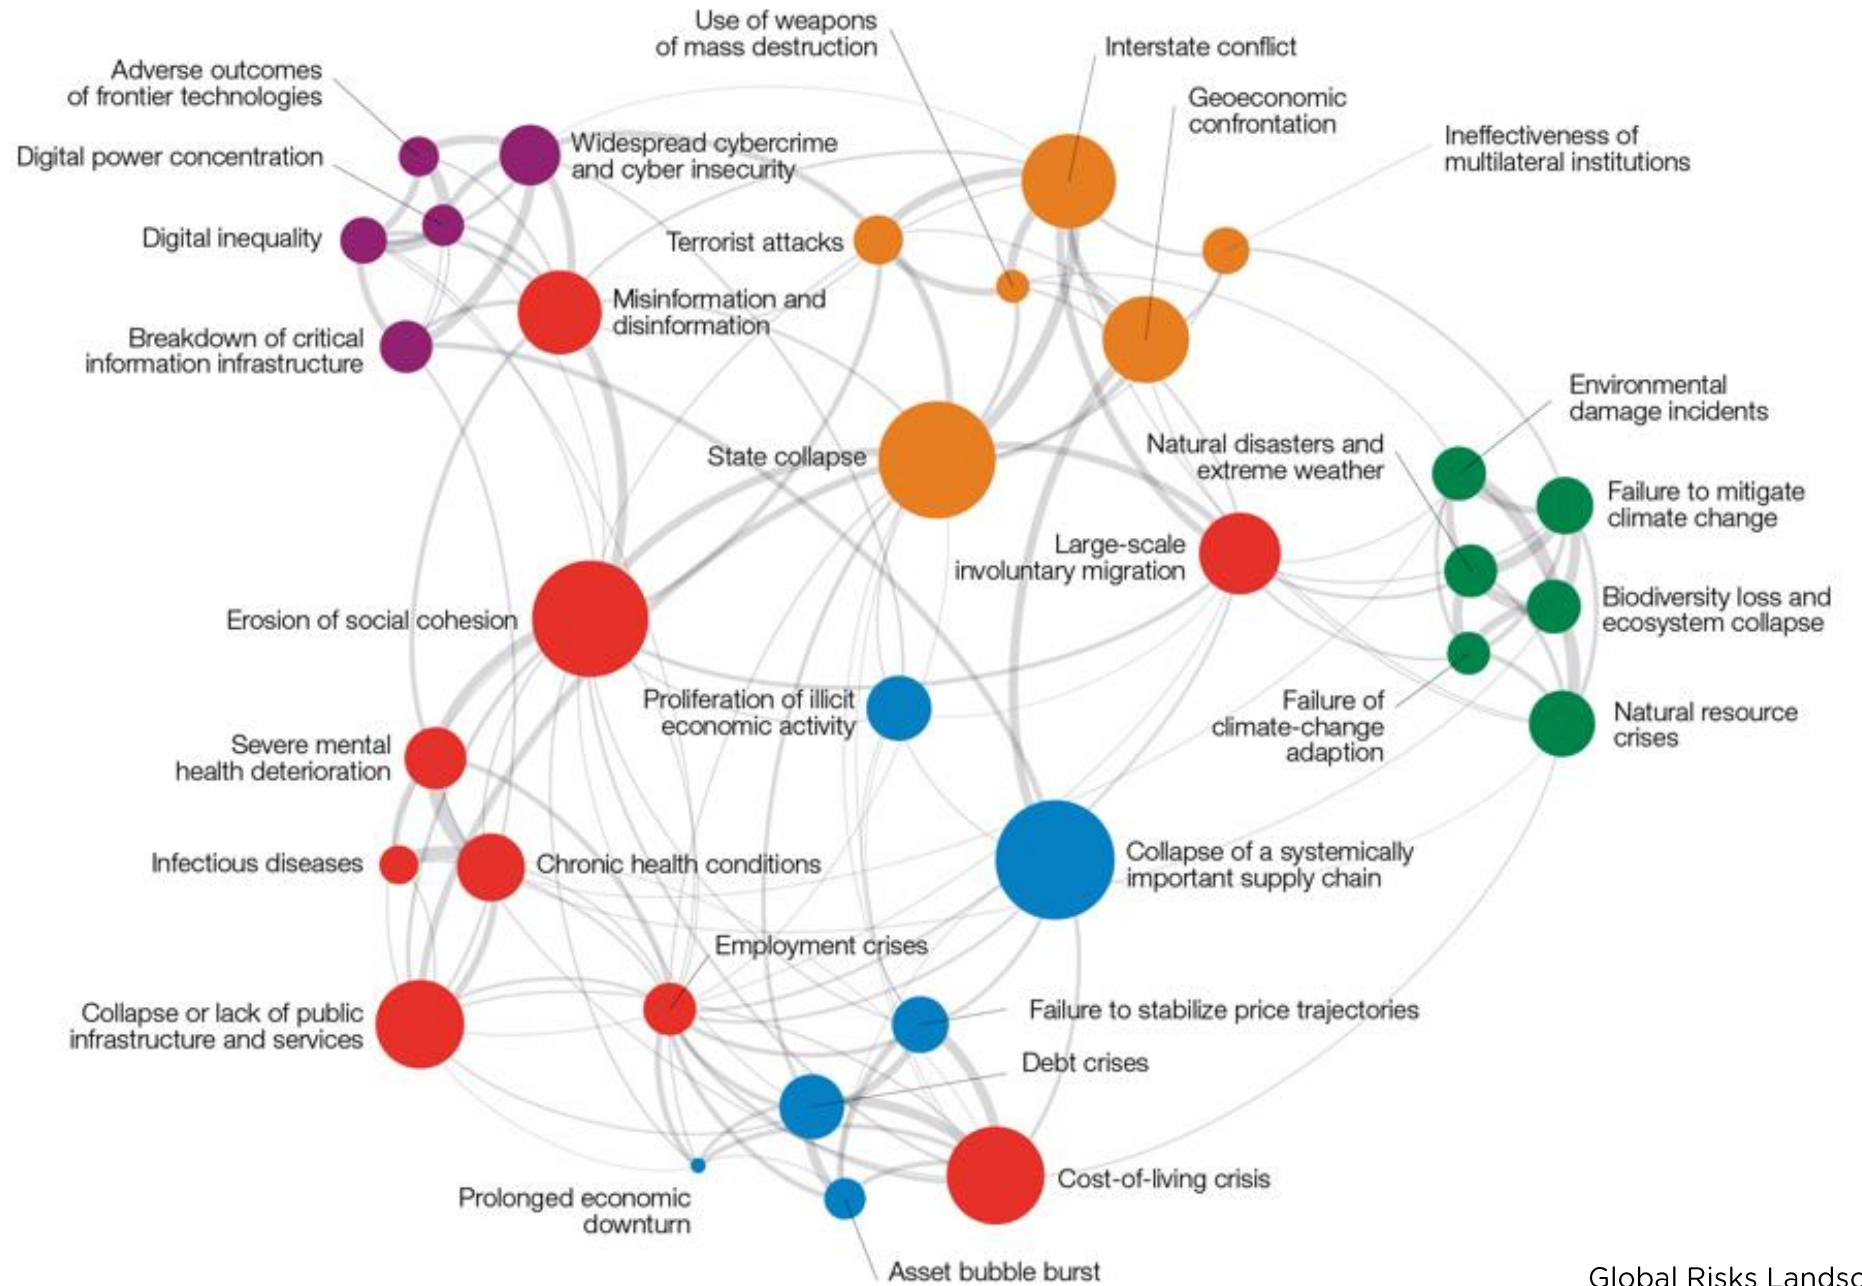 Use of weapons
of mass destruction
Interstate conflict
Adverse outcomes
of frontier technologies
Geoeconomic
confrontation
Ineffectiveness of
multilateral institutions
Digital power concentration
Widespread cybercrime
and cyber insecurity
Digital inequality
Terrorist attacks
Misinformation and
disinformation
Breakdown of critical
information infrastructure
Environmental
damage incidents
State collapse
Natural disasters and
extreme weather
Failure to mitigate
climate change
Large-scale
involuntary migration
Erosion of social cohesion
Biodiversity loss and
ecosystem collapse
Proliferation of illicit
economic activity
Failure of
climate-change
adaption
Natural resource
crises
Severe mental
health deterioration
Infectious diseases
Chronic health conditions
Collapse of a systemically
important supply chain
Employment crises
Collapse or lack of public
infrastructure and services
Failure to stabilize price trajectories
Debt crises
Cost-of-living crisis
Prolonged economic
downturn
Asset bubble burst
Global Risks